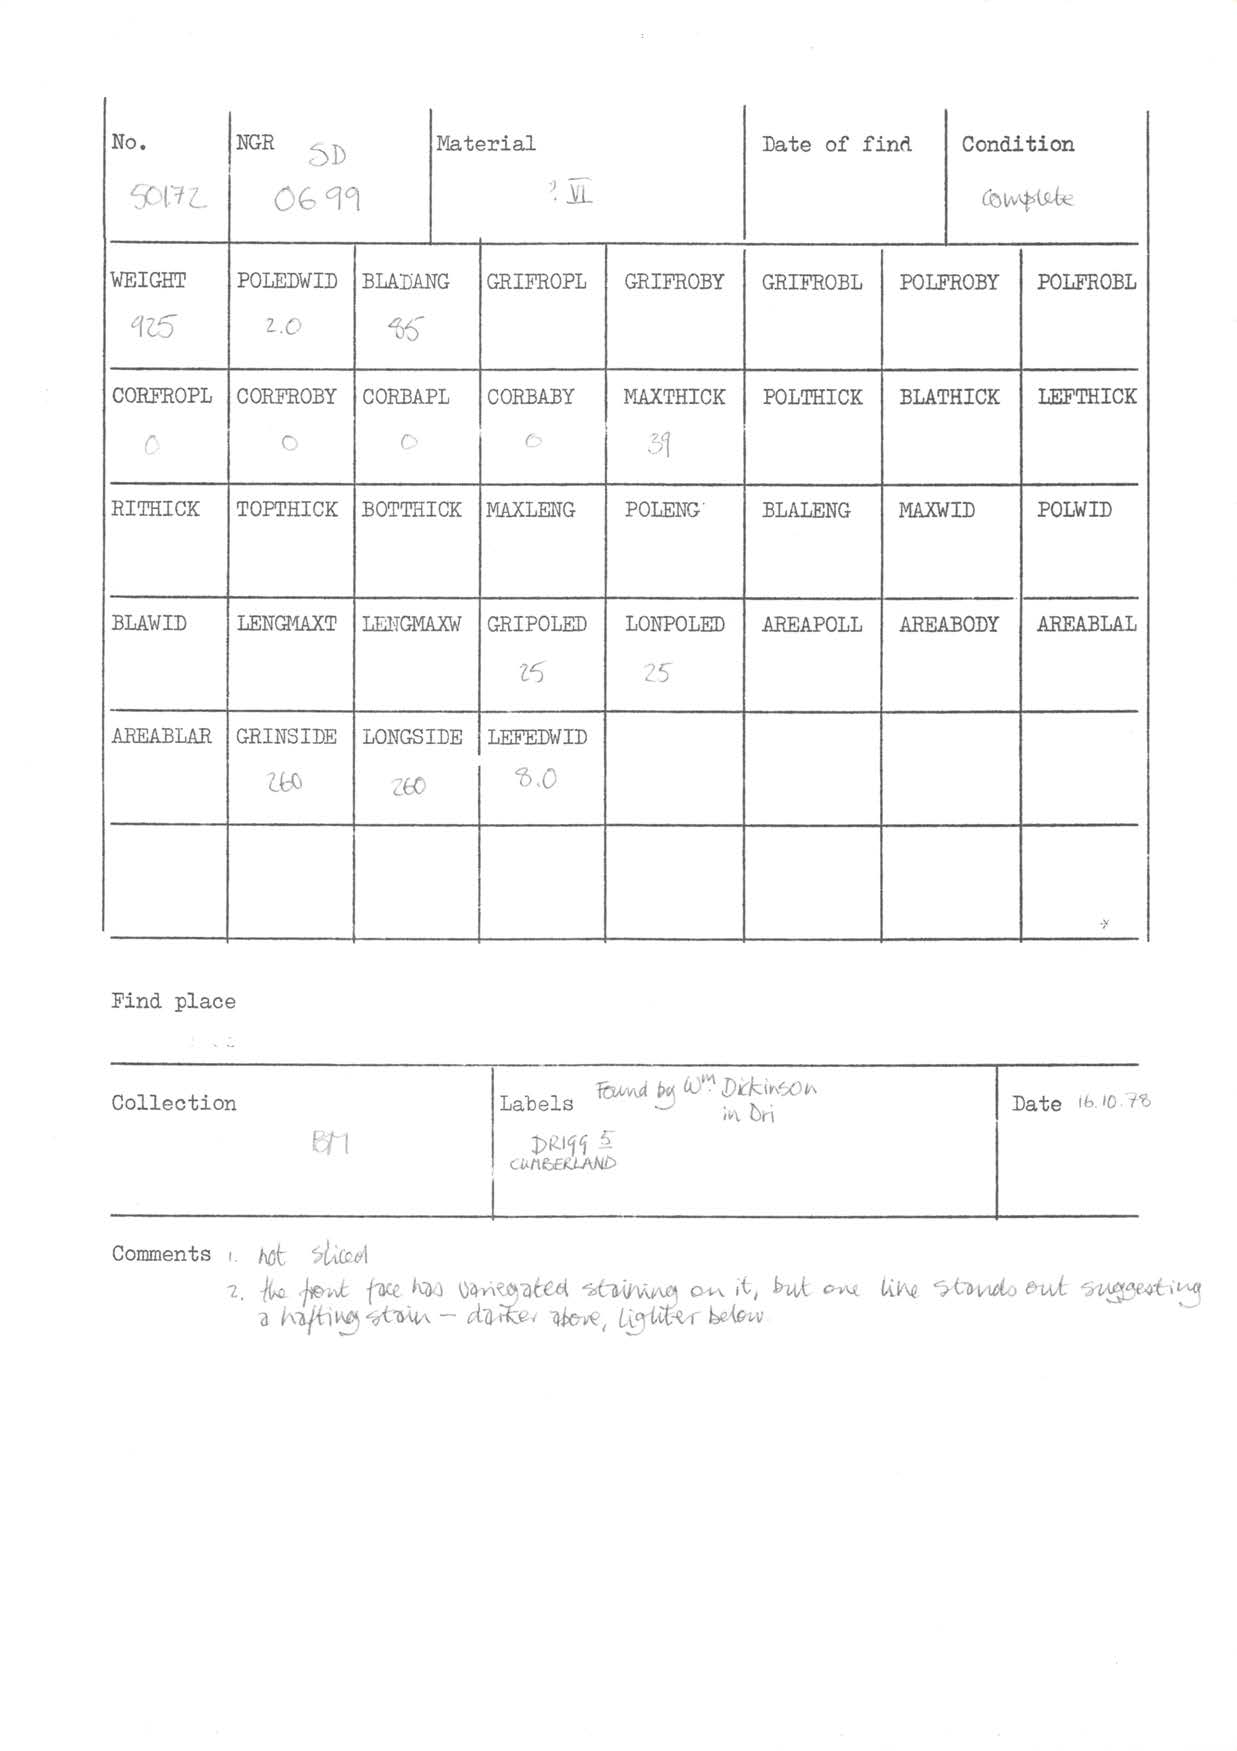 No. NGR SD Material Date of find Condition
50172 0699 ? VI complete
WEIGHT POLEDWID BLADANG GRIFROPL GRIFROBY GRIFROBL POLFROBY POLFROBL
925 2.0 85
CORFROPL CORFROBY CORBAPL CORBABY MAXTHICK POLTHICK BLATHICK LEFTHICK
0 0 0 0 39
RITHICK TOPTHICK BOTTHICK MAXLENG POLENG BLALENG MAXWID POLWID
BLAWID LENGMAXT LENGMAXW GRIPOLED LONPOLED AREAPOLL AREABODY AREABLAL
25 25
AREABLAR GRINSIDE LONGSIDE LEFEDWID
260 260 8.0
Find place
Collection Labels Found by Wm. Dickinson Date 16.10.78
in Dri
BM DRIGG 5
CUMBERLAND
Comments 1. not sliced
2. the front face has variegated staining on it, but one line stands out suggesting
a hafting stain – darker above, lighter below